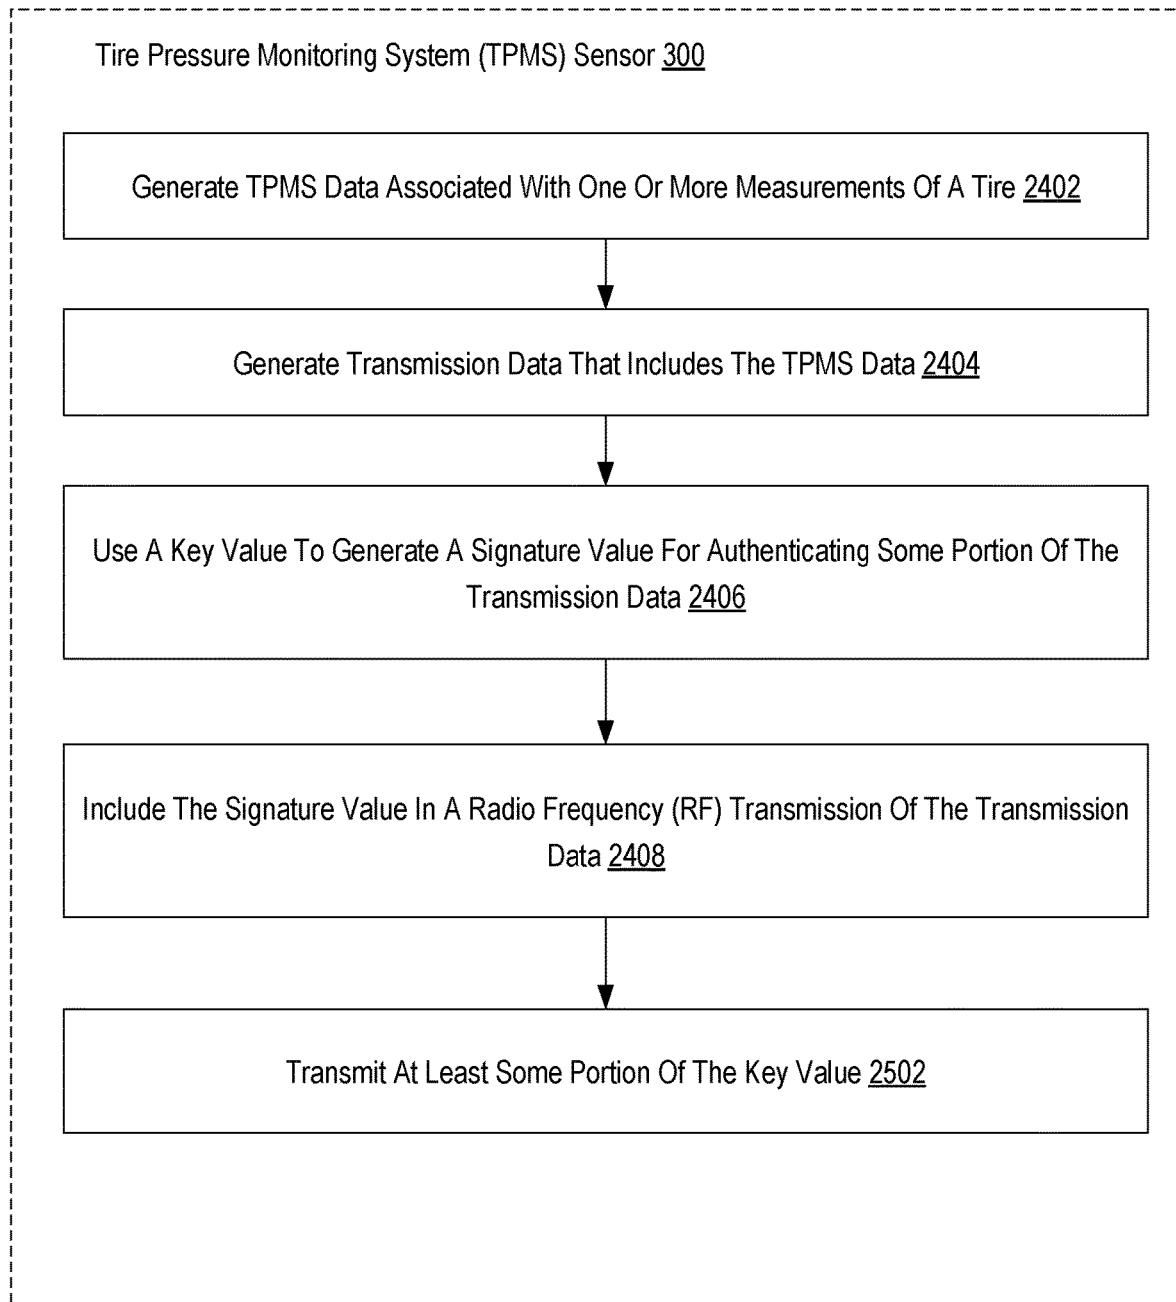 Tire Pressure Monitoring System (TPMS) Sensor 300
Generate TPMS Data Associated With One Or More Measurements Of A Tire 2402
Generate Transmission Data That Includes The TPMS Data 2404
Use A Key Value To Generate A Signature Value For Authenticating Some Portion Of The
Transmission Data 2406
Include The Signature Value In A Radio Frequency (RF) Transmission Of The Transmission
Data 2408
Transmit At Least Some Portion Of The Key Value 2502